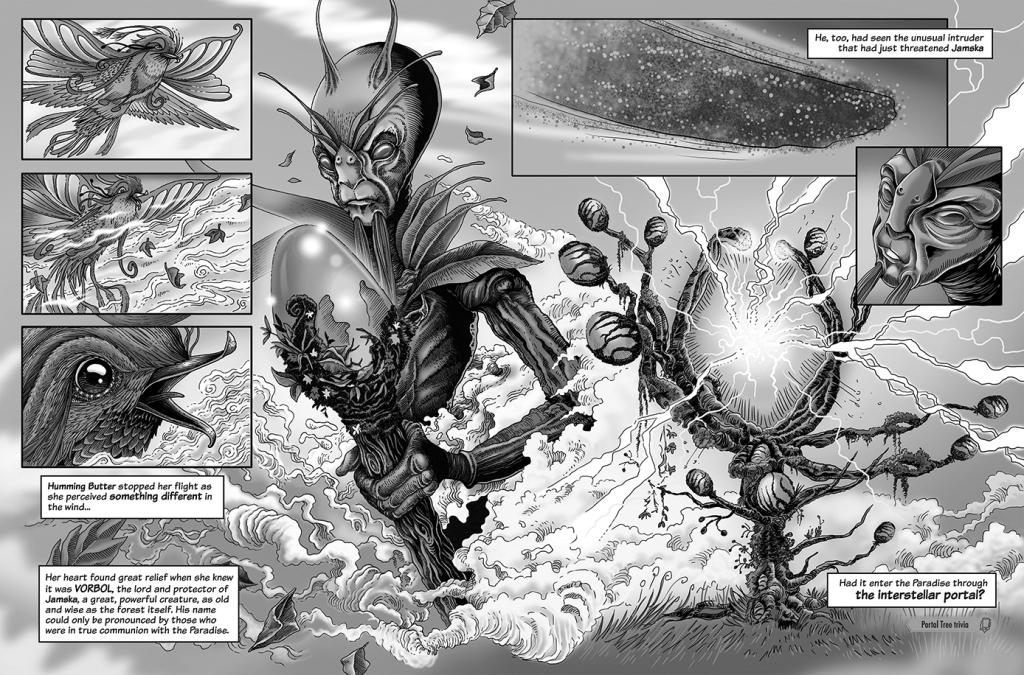 He, too, had seen the unusual intruder
that had just threatened Jamska
Humming Butter stopped her flight as
she perceived something different in
the wind...
Her heart found great relief when she knew
it was VORBOL, the lord and protector of
Jamska, a great, powerful creature, as old
and wise as the forest itself. His name
could only be pronounced by those who
were in true communion with the Paradise.
Had it enter the Paradise through
the interstellar portal?
Portal Tree trivia